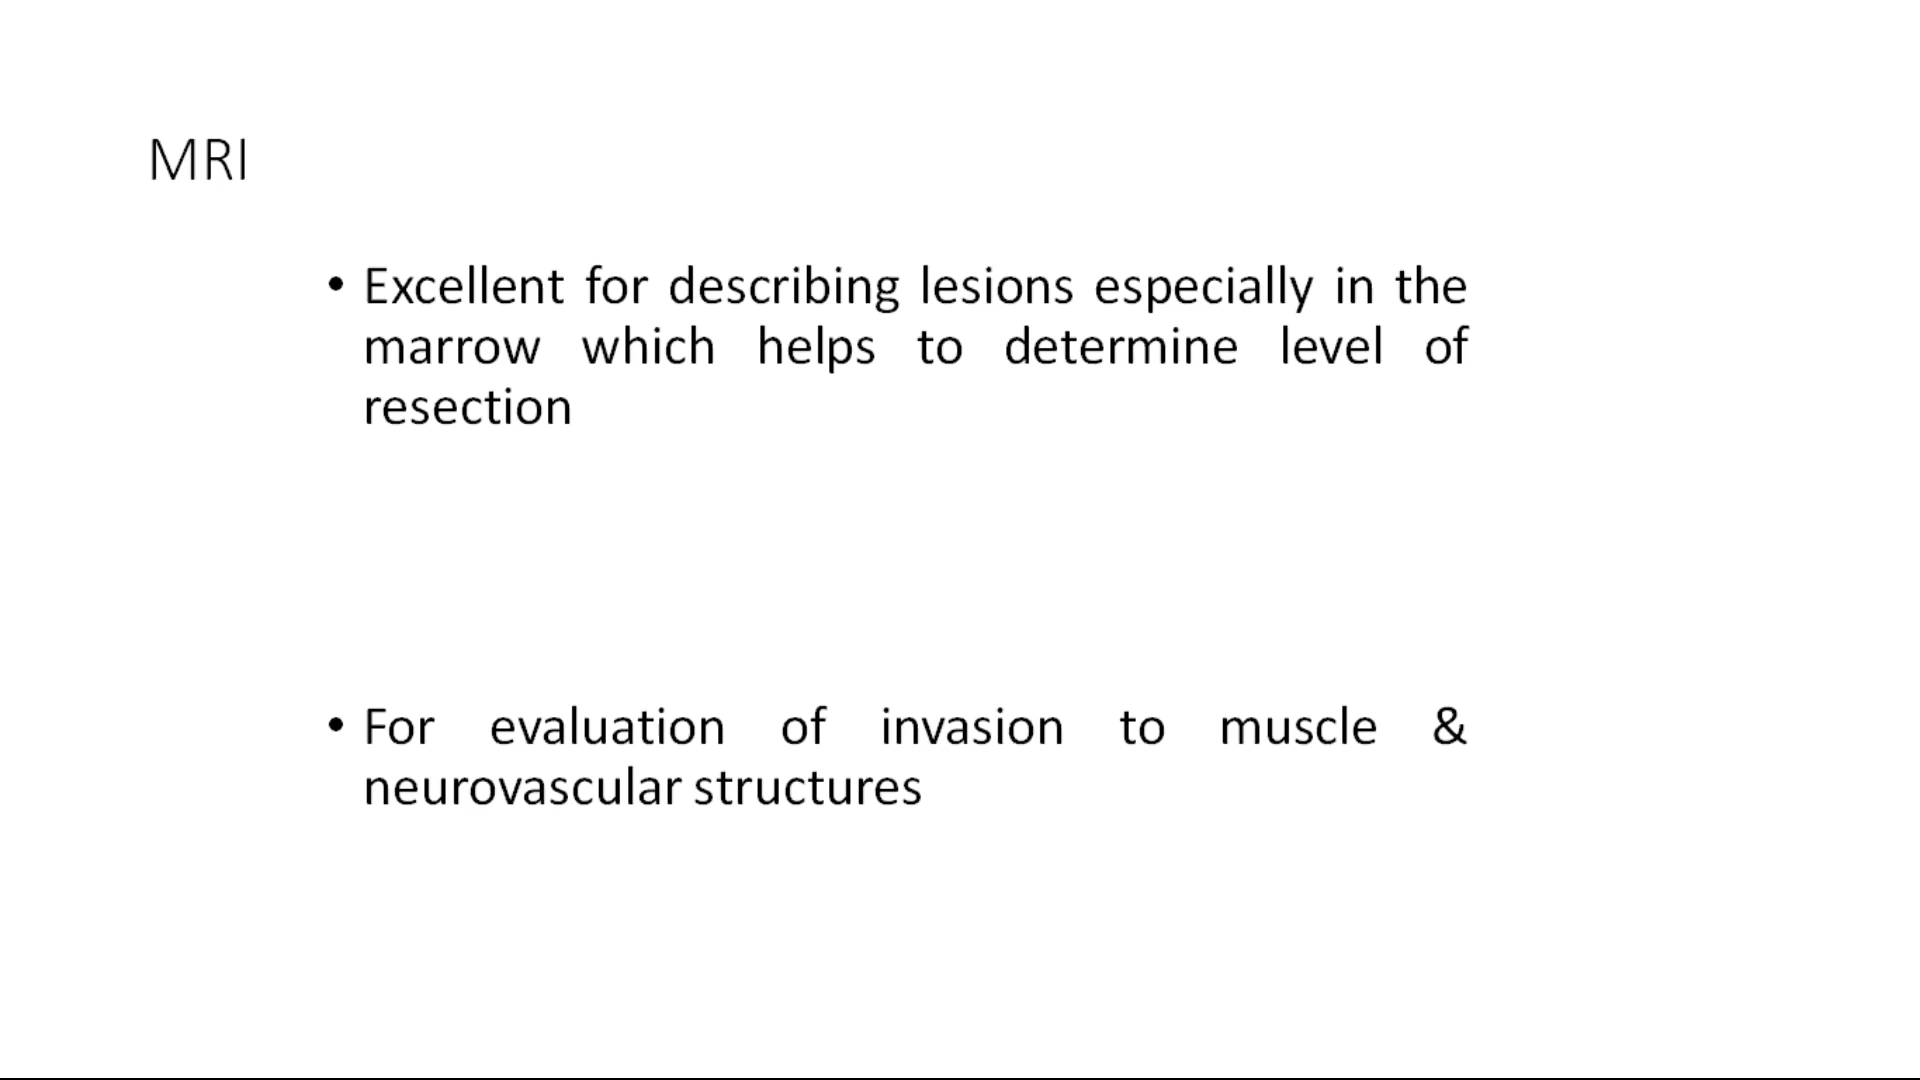 MRI
• Excellent for describing lesions especially in the
marrow which helps to determine level of
resection
• For evaluation of invasion to muscle &
neurovascular structures